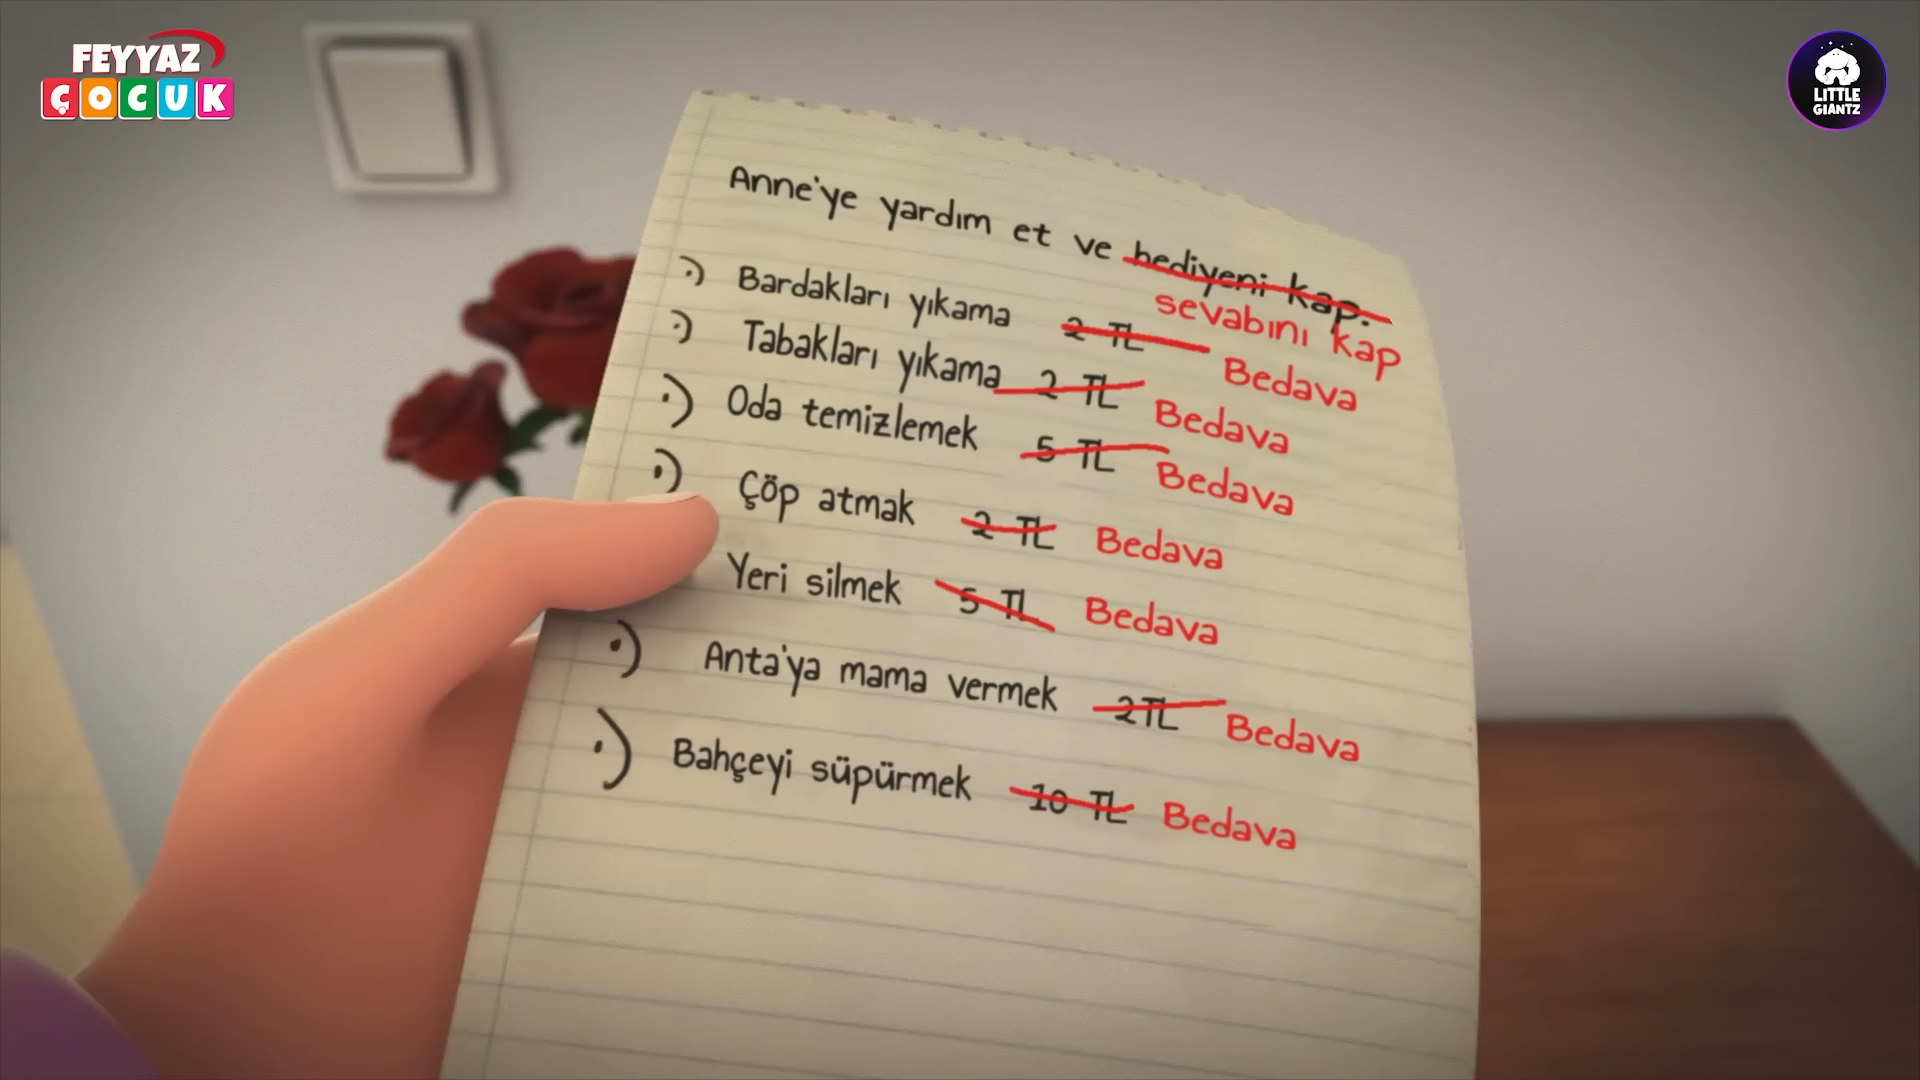 FEYYAZ
ÇOCUK
LITTLE
GIANTZ
Anne'ye yardım et ve hediyeni kap.
sevabını kap
Bardakları yıkama 2 TL Bedava
Tabakları yıkama 2 TL Bedava
Oda temizlemek 5 TL Bedava
Çöp atmak 2 TL Bedava
Yeri silmek 5 TL Bedava
Anta'ya mama vermek 2TL Bedava
Bahçeyi süpürmek 10 TL Bedava